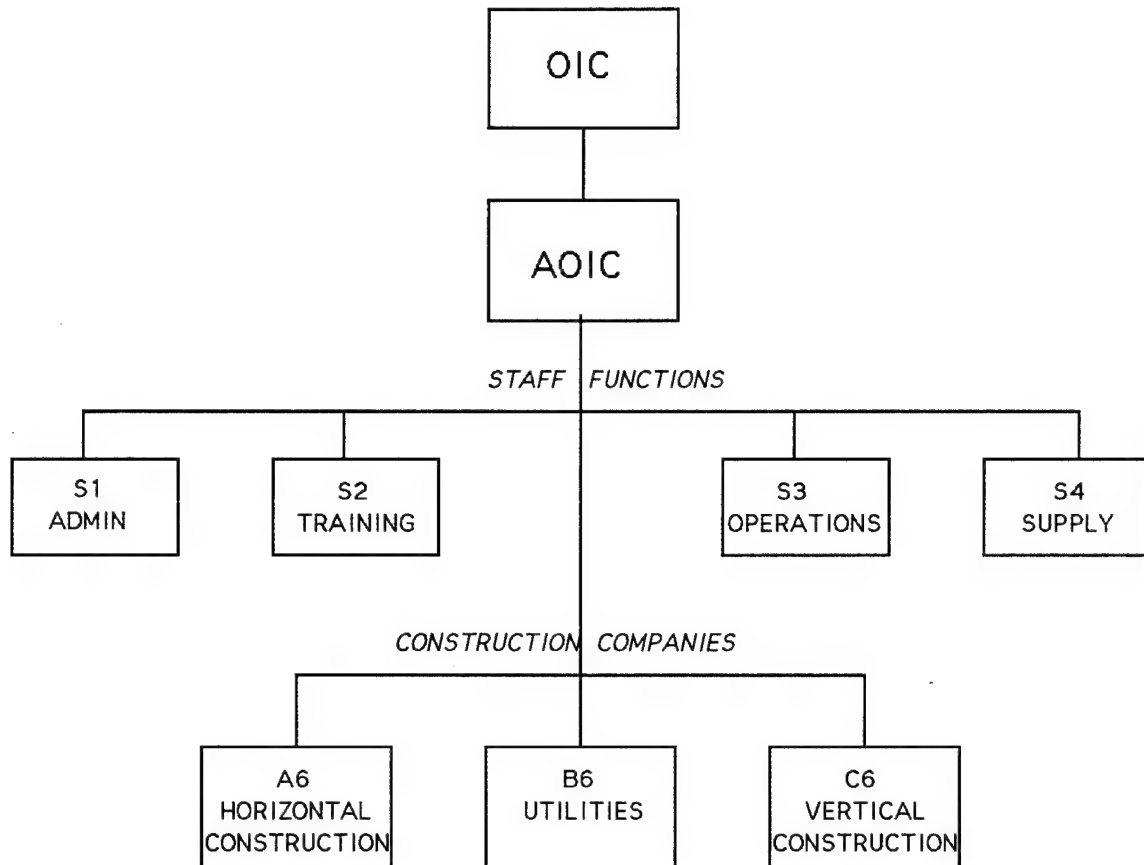 OIC
AOIC
STAFF FUNCTIONS
S1
ADMIN
S2
TRAINING
S3
OPERATIONS
S4
SUPPLY
CONSTRUCTION COMPANIES
A6
HORIZONTAL
CONSTRUCTION
B6
UTILITIES
C6
VERTICAL
CONSTRUCTION